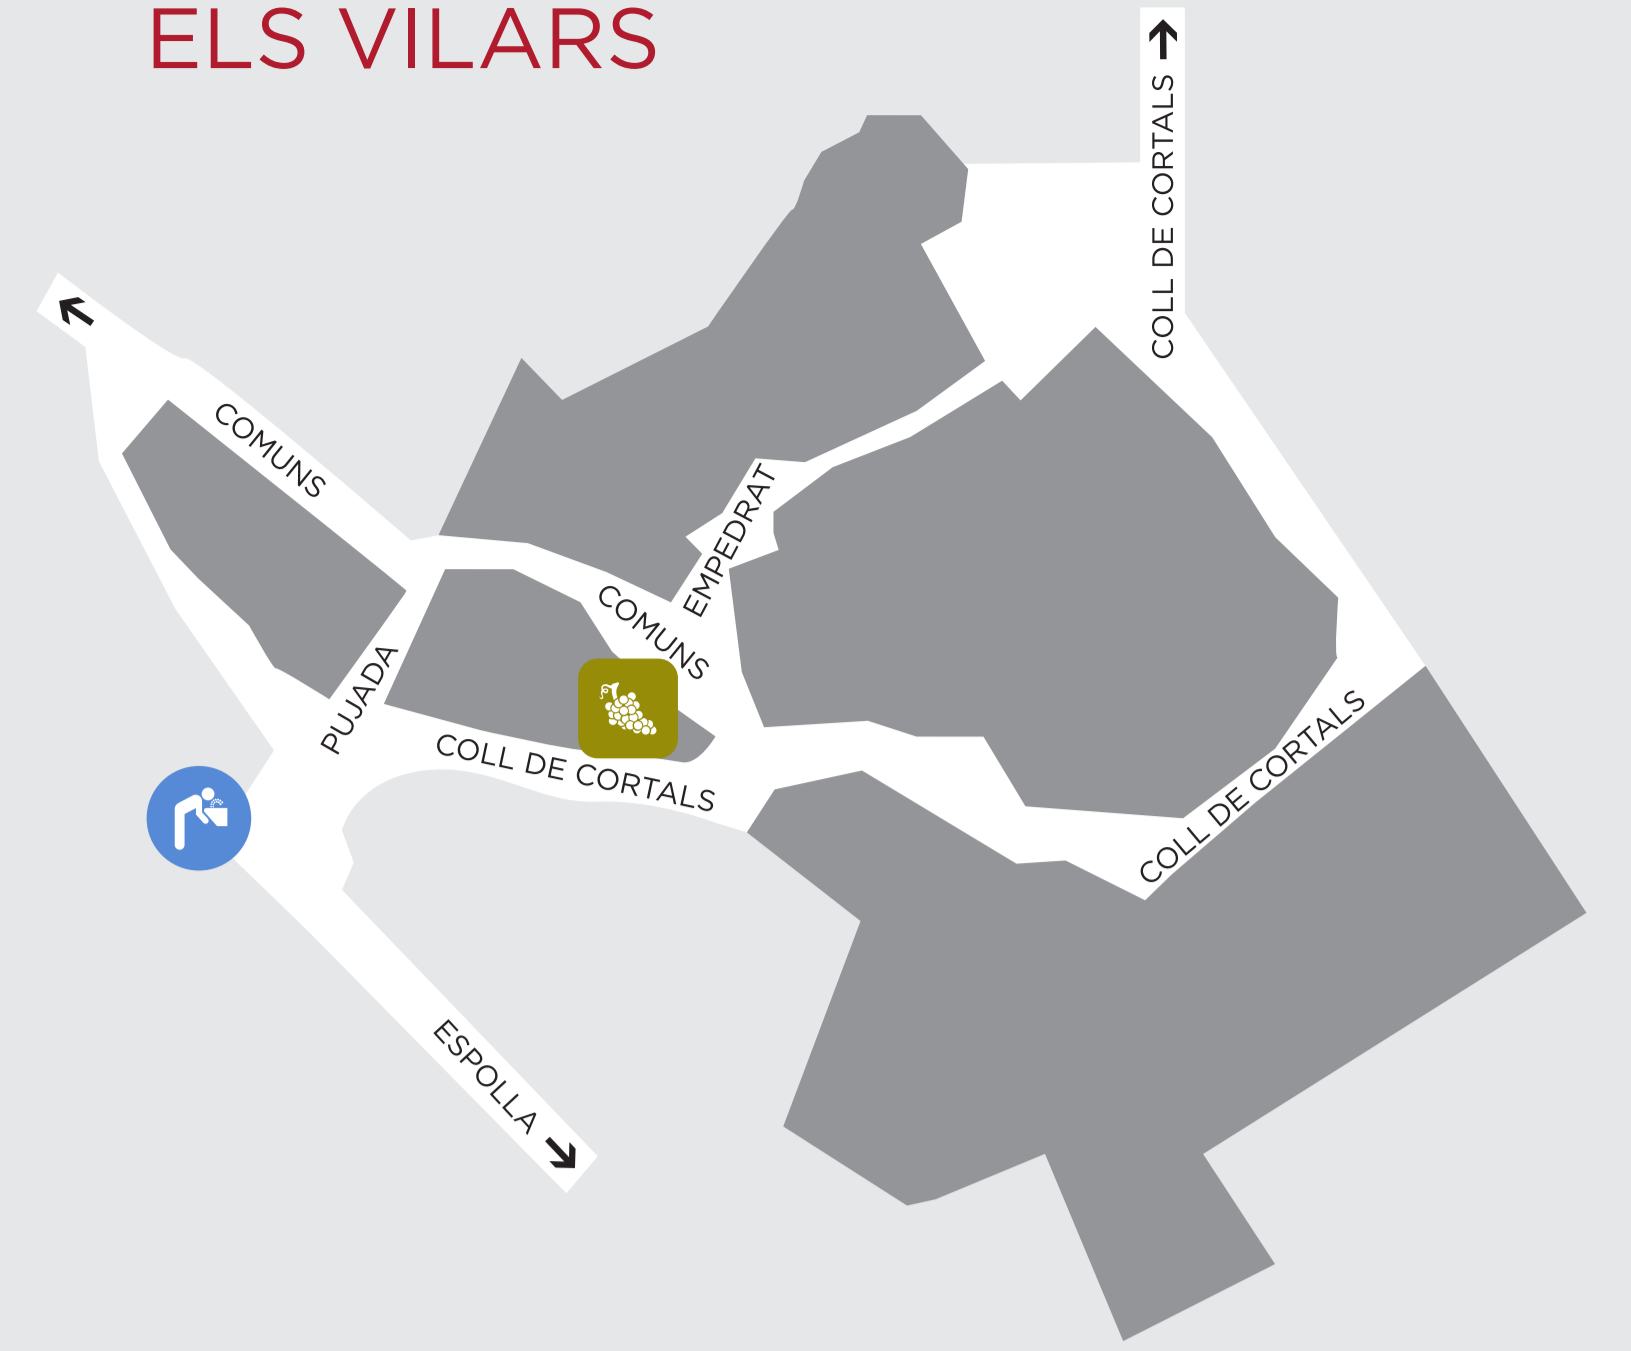 ELS VILARS
COLL DE CORTALS
COMUNS
EMPEDRAT
COMUNS
PUJADA
COLL DE CORTALS
COLL DE CORTALS
ESPOLLA